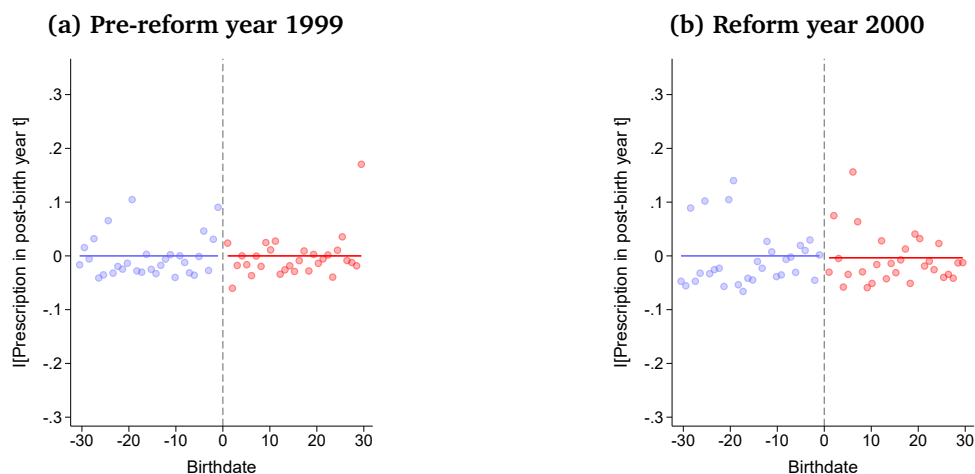 (a) Pre-reform year 1999
I[Prescription in post-birth year t]
.3
.2
.1
0
-.1
-.2
-.3
-30 -20 -10 0 10 20 30
Birthdate
(b) Reform year 2000
I[Prescription in post-birth year t]
.3
.2
.1
0
-.1
-.2
-.3
-30 -20 -10 0 10 20 30
Birthdate